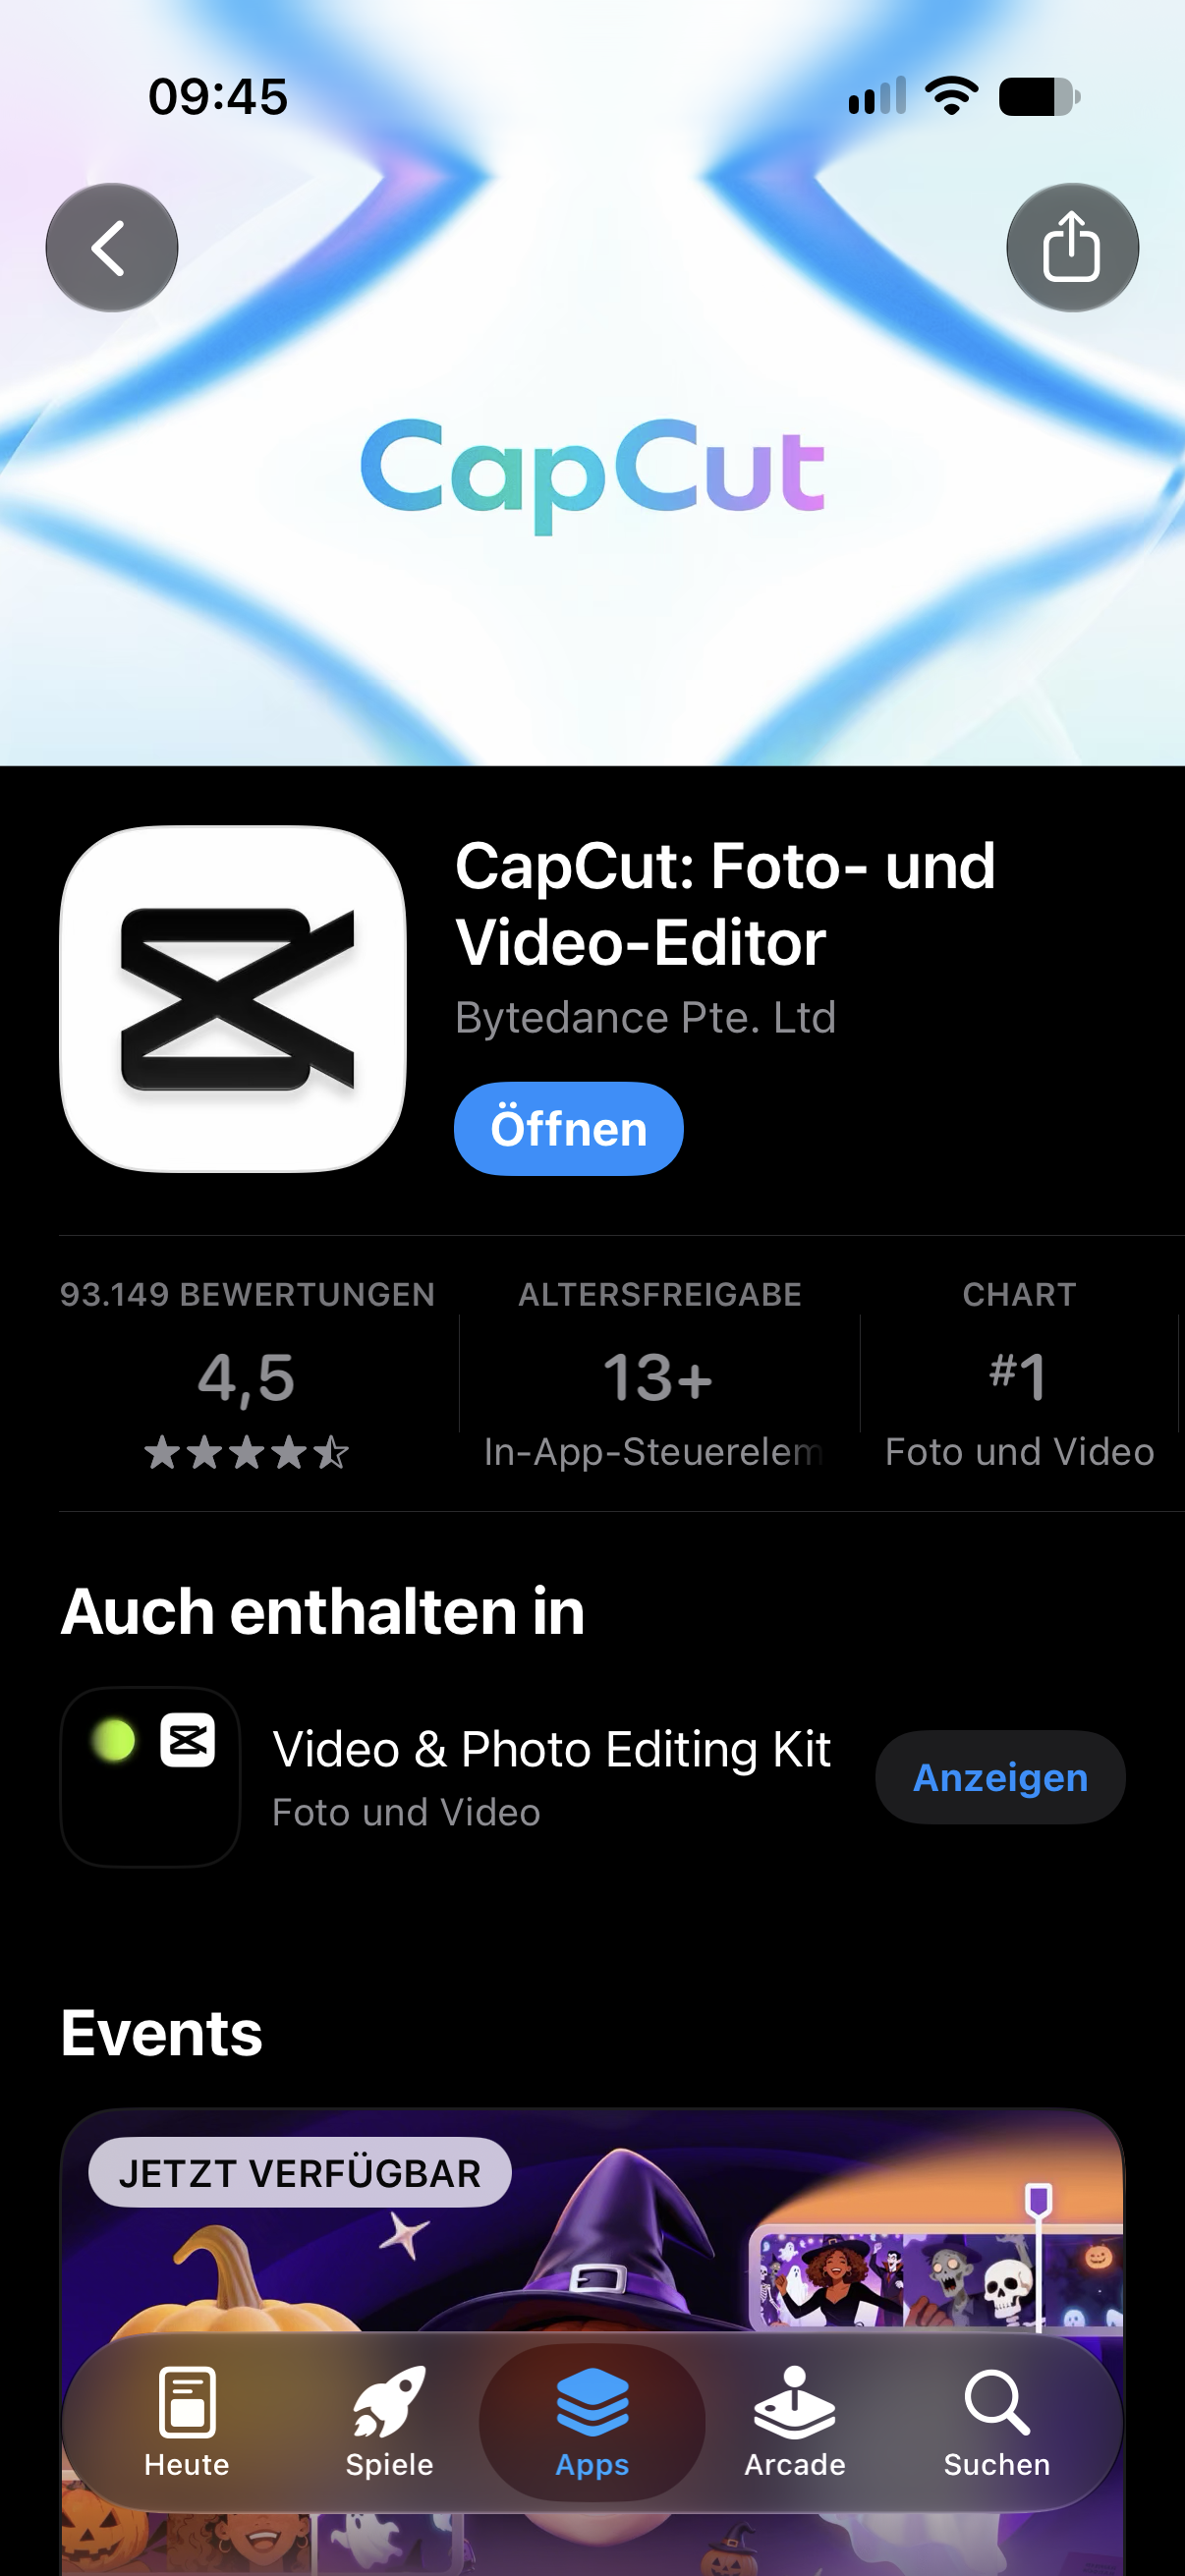 09:45
CapCut
CapCut: Foto- und
Video-Editor
Bytedance Pte. Ltd
Öffnen
93.149 BEWERTUNGEN
4,5
ALTERSFREIGABE
13+
In-App-Steuerelem
CHART
#1
Foto und Video
Auch enthalten in
Video & Photo Editing Kit
Foto und Video
Anzeigen
Events
JETZT VERFÜGBAR
Heute
Spiele
Apps
Arcade
Suchen